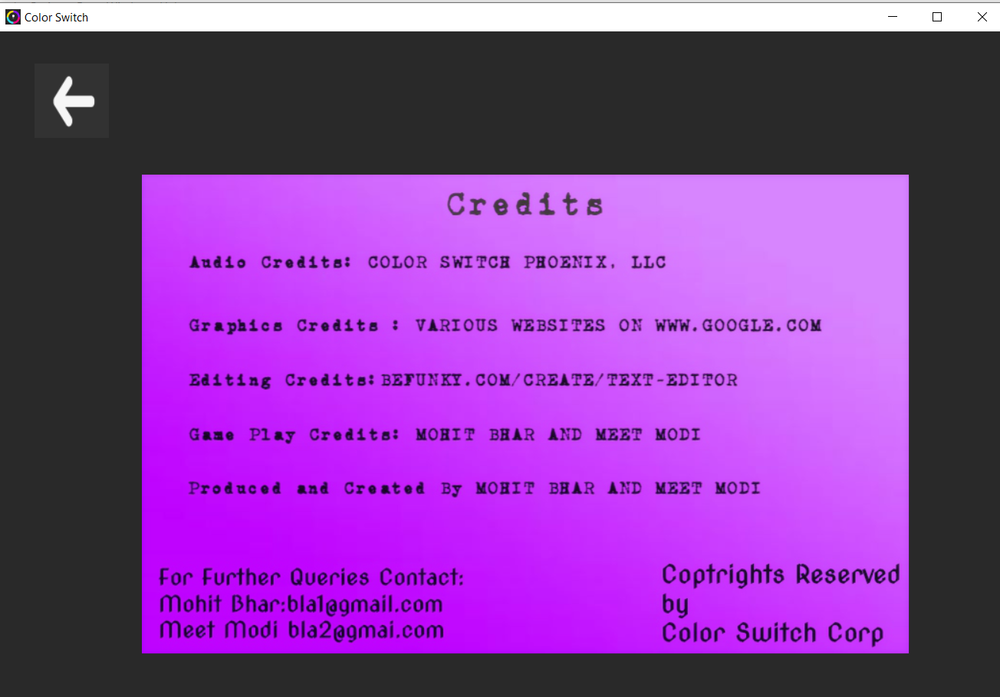 Color Switch
Credits
Audio Credits: COLOR SWITCH PHOENIX. LLC
Graphics Credits : VARIOUS WEBSITES ON WWW.GOOGLE.COM
Editing Credits: BEFUNKY.COM/CREATE/TEXT-EDITOR
Game Play Credits: MOHIT BHAR AND MEET MODI
Produced and Created By MOHIT BHAR AND MEET MODI
For Further Queries Contact:
Mohit Bhar:bla1@gmail.com
Meet Modi bla2@gmai.com
Coptrights Reserved
by
Color Switch Corp